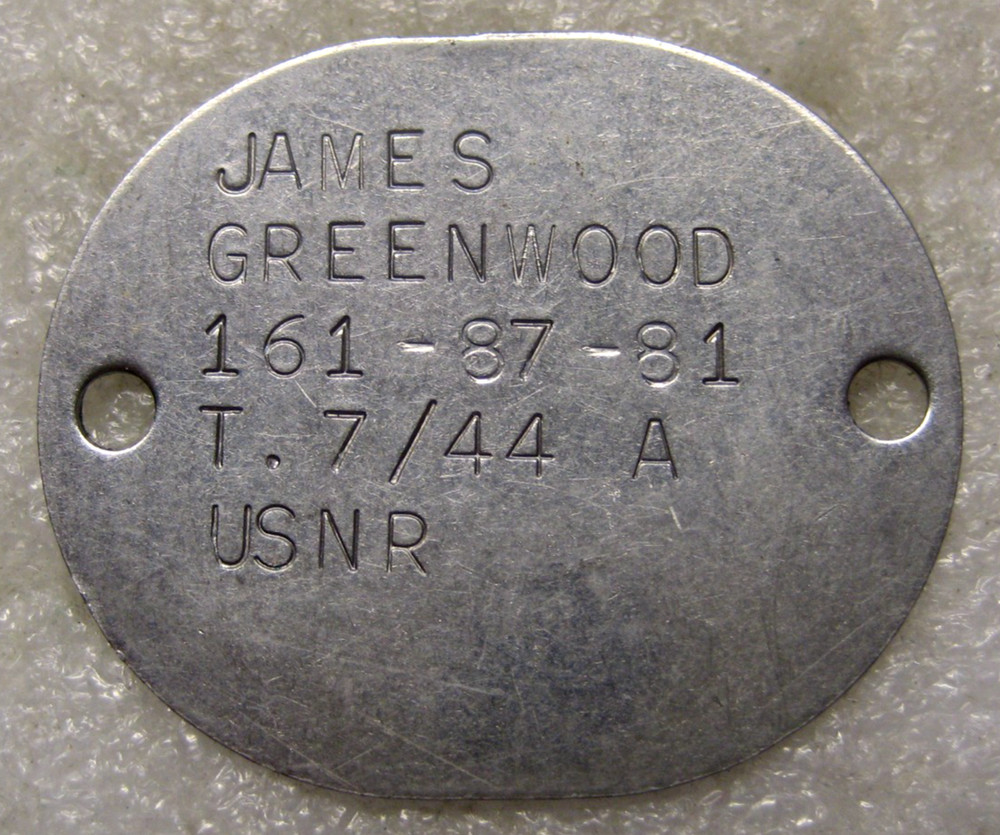 JAMES
GREENWOOD
161-87-81
T. 7/44 A
USNR